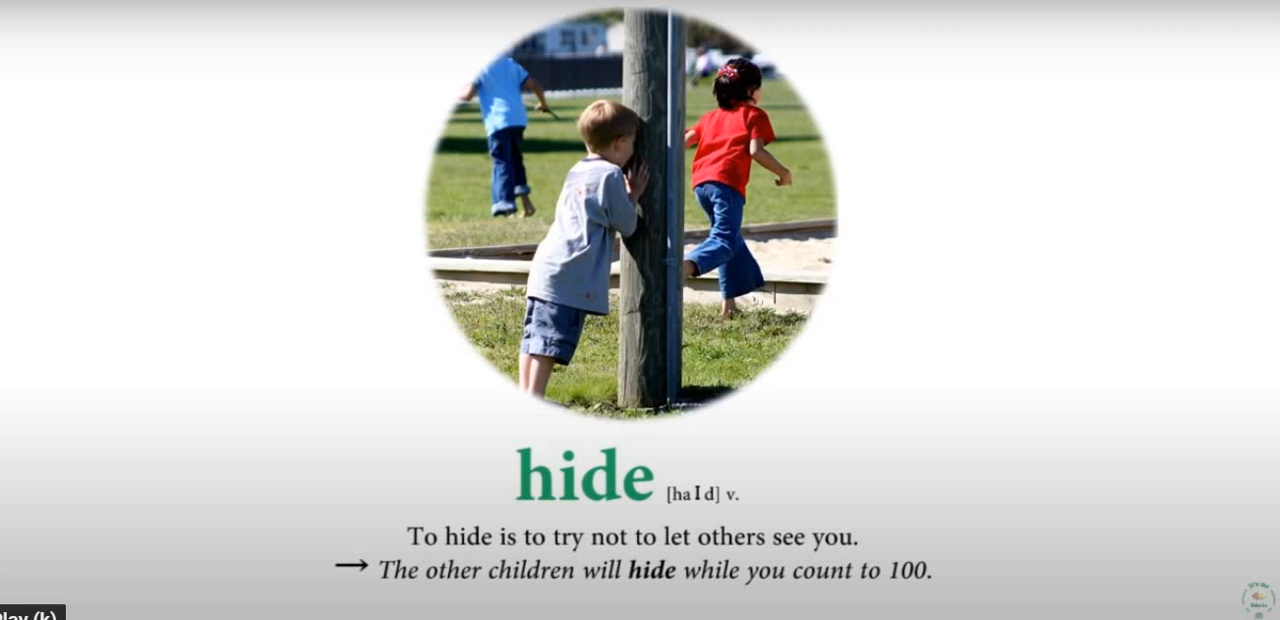 hide [haɪd] v.
To hide is to try not to let others see you.
→ The other children will hide while you count to 100.
Play (k)